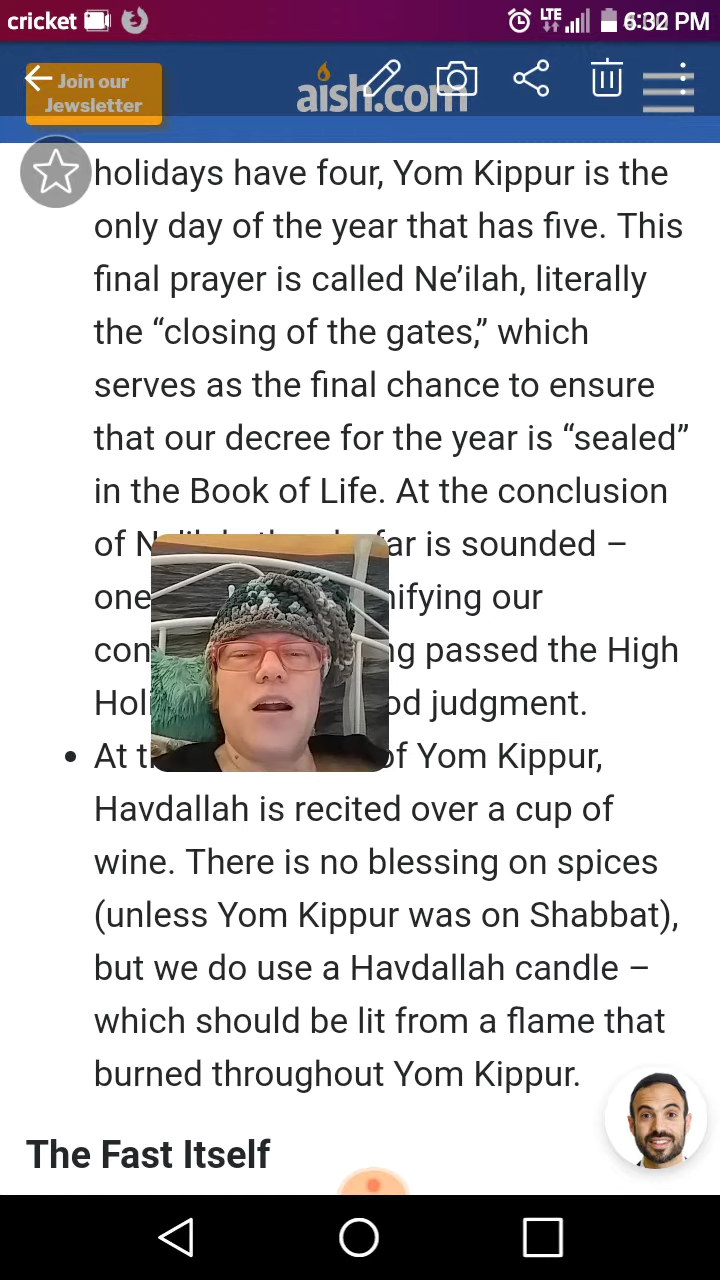 cricket LTE 6:32 PM
Join our
Jewsletter
aish.com
holidays have four, Yom Kippur is the
only day of the year that has five. This
final prayer is called Ne’ilah, literally
the “closing of the gates,” which
serves as the final chance to ensure
that our decree for the year is “sealed”
in the Book of Life. At the conclusion
of is sounded –
one our
passed the High
judgment.
• At of Yom Kippur,
Havdallah is recited over a cup of
wine. There is no blessing on spices
(unless Yom Kippur was on Shabbat),
but we do use a Havdallah candle –
which should be lit from a flame that
burned throughout Yom Kippur.
The Fast Itself